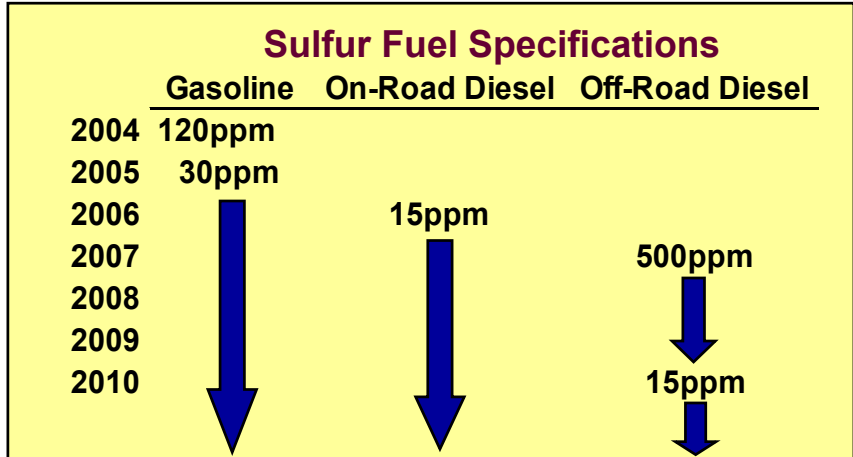 Sulfur Fuel Specifications
Gasoline On-Road Diesel Off-Road Diesel
2004 120ppm
2005 30ppm
2006 15ppm
2007 500ppm
2008
2009
2010 15ppm